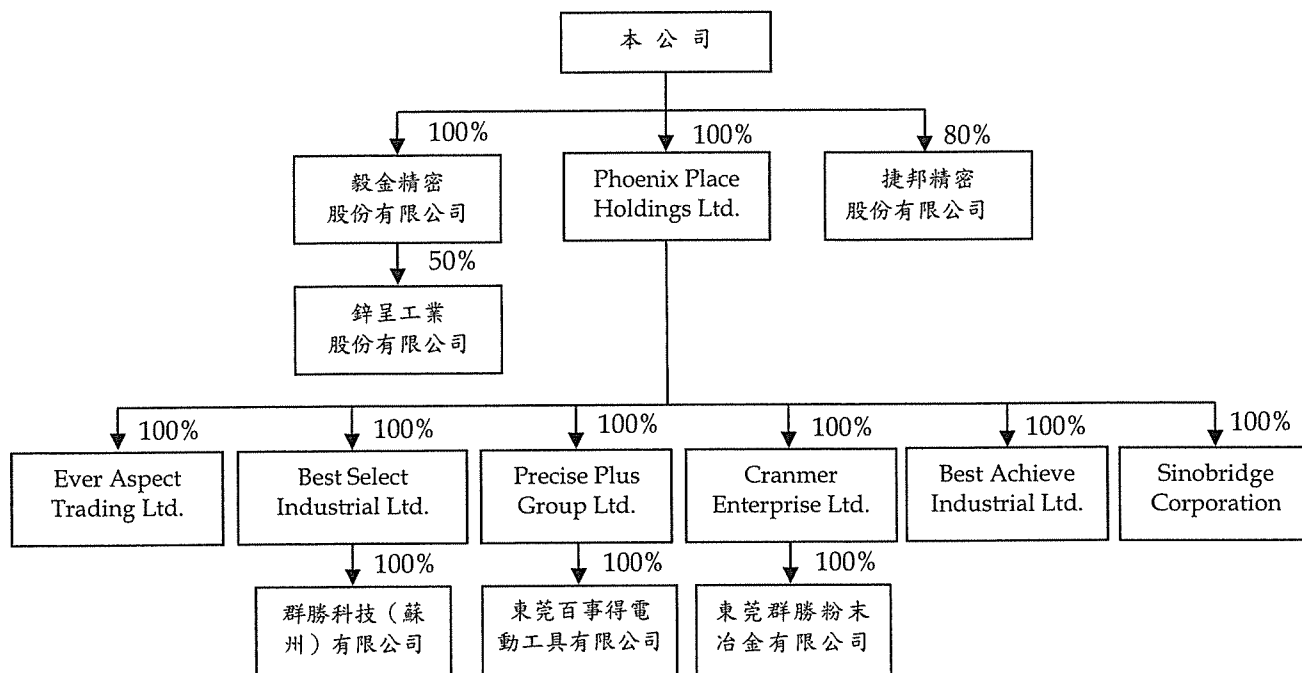 本公司
100%
100%
80%
毅金精密
股份有限公司
Phoenix Place
Holdings Ltd.
捷邦精密
股份有限公司
50%
鋅呈工業
股份有限公司
100%
100%
100%
100%
100%
100%
Ever Aspect
Trading Ltd.
Best Select
Industrial Ltd.
Precise Plus
Group Ltd.
Cranmer
Enterprise Ltd.
Best Achieve
Industrial Ltd.
Sinobridge
Corporation
100%
100%
100%
群勝科技（蘇
州）有限公司
東莞百事得電
動工具有限公司
東莞群勝粉末
冶金有限公司